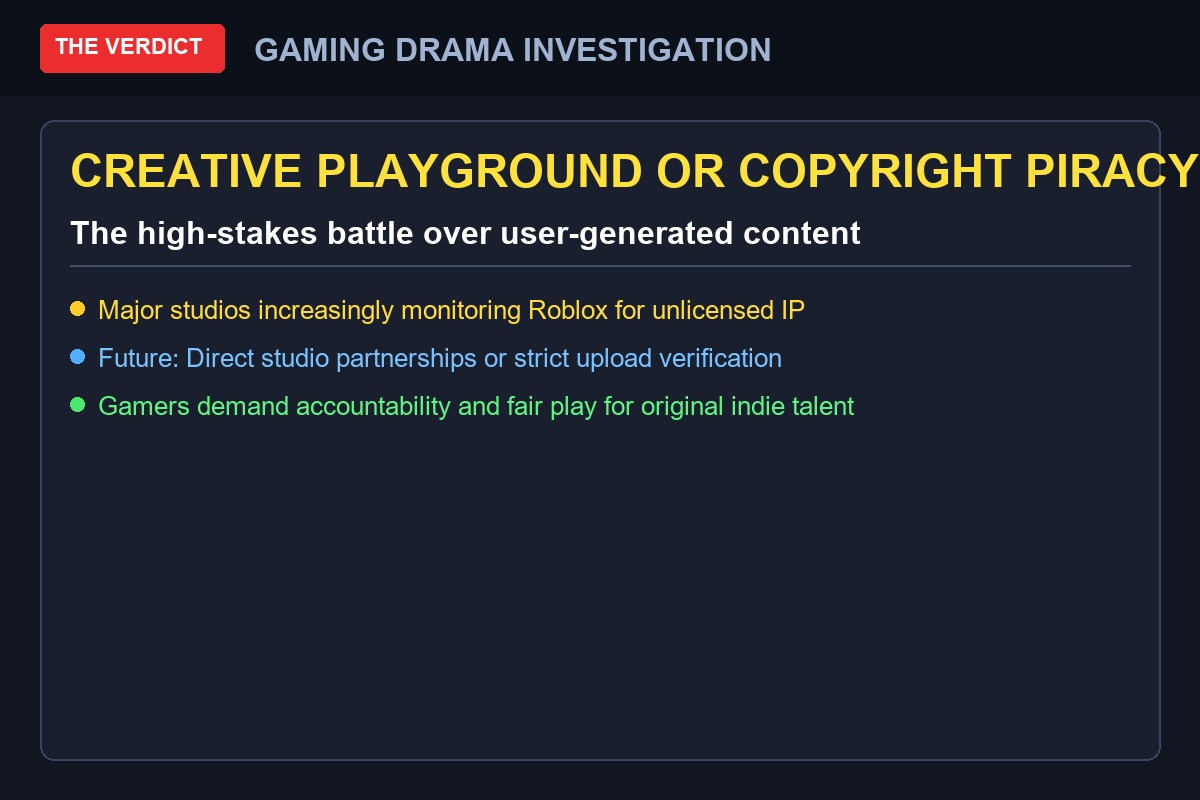 THE VERDICT
GAMING DRAMA INVESTIGATION
CREATIVE PLAYGROUND OR COPYRIGHT PIRACY
The high-stakes battle over user-generated content
Major studios increasingly monitoring Roblox for unlicensed IP
Future: Direct studio partnerships or strict upload verification
Gamers demand accountability and fair play for original indie talent